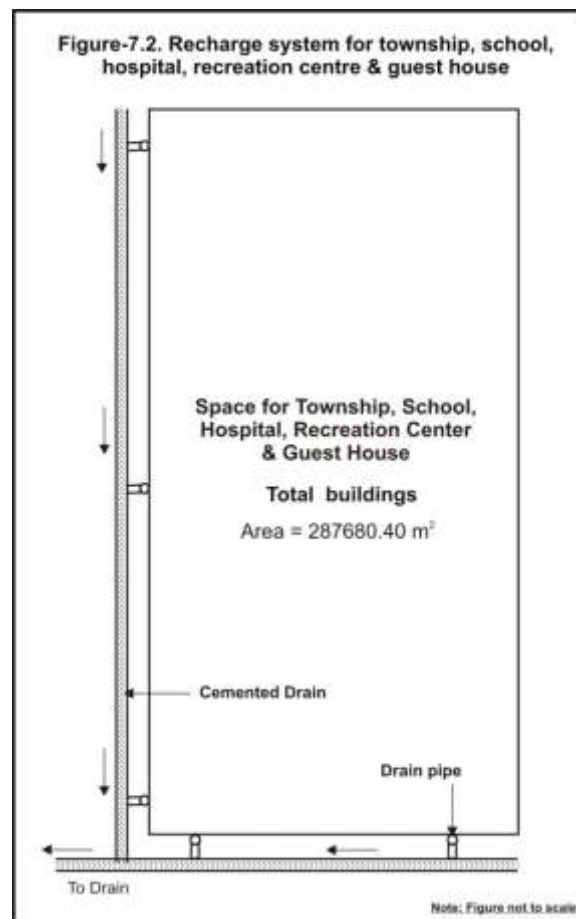 Figure-7.2. Recharge system for township, school,
hospital, recreation centre & guest house
Space for Township, School,
Hospital, Recreation Center
& Guest House
Total buildings
Area = 287680.40 m²
Cemented Drain
Drain pipe
To Drain
Note: Figure not to scale